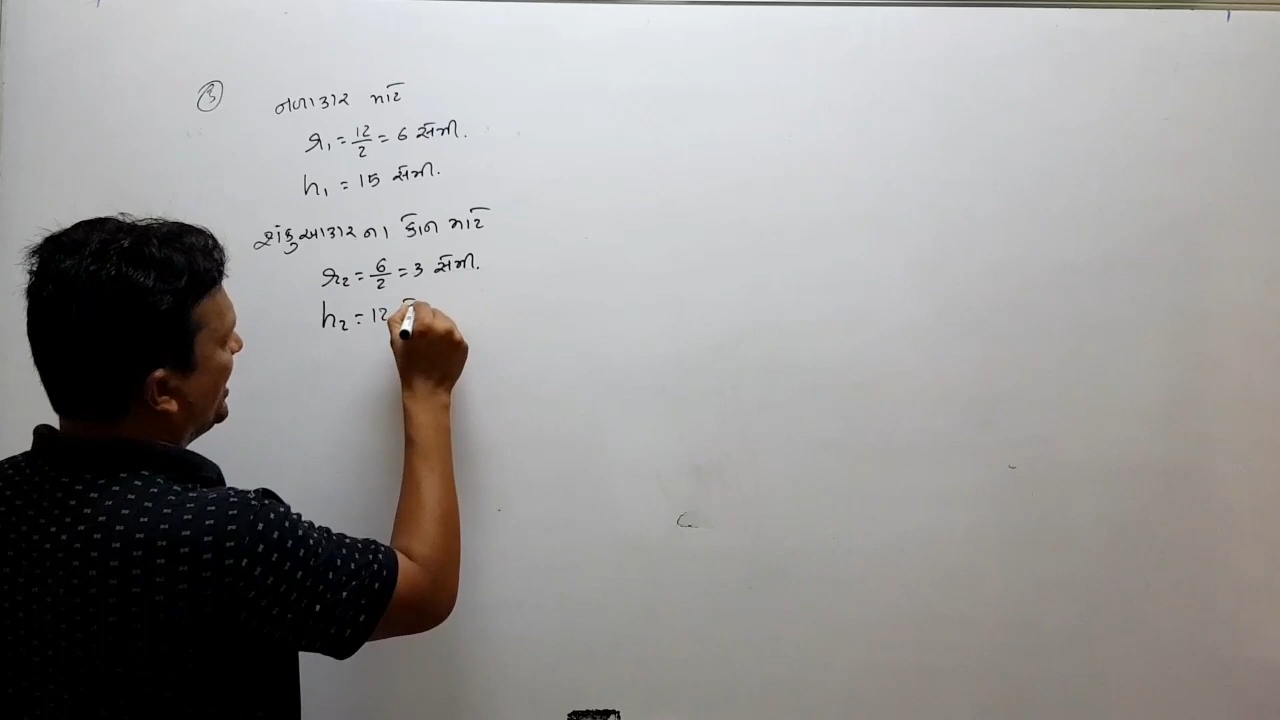 ③ નળાકાર માટે
r₁ = 12/2 = 6 સેમી.
h₁ = 15 સેમી.
શંકુઆકારના કોન માટે
r₂ = 6/2 = 3 સેમી.
h₂ = 12